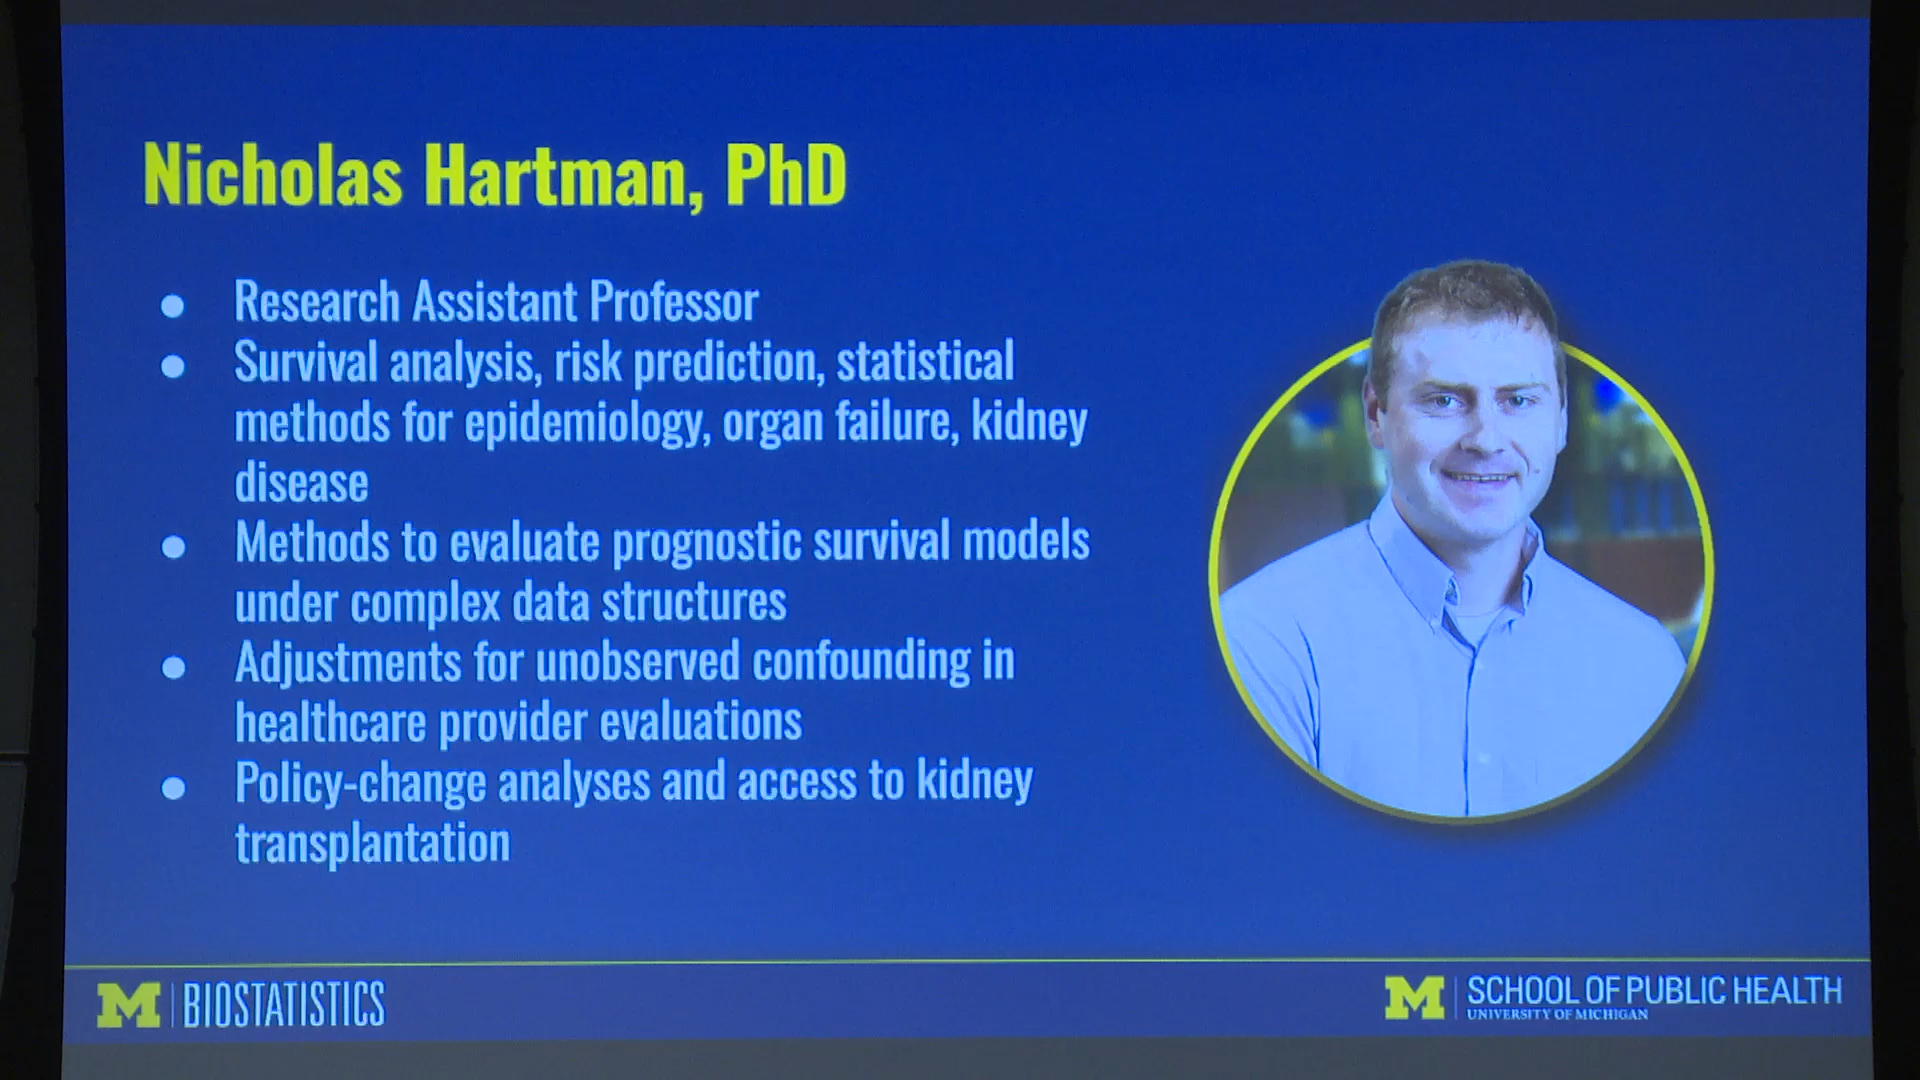 Nicholas Hartman, PhD
● Research Assistant Professor
● Survival analysis, risk prediction, statistical
methods for epidemiology, organ failure, kidney
disease
● Methods to evaluate prognostic survival models
under complex data structures
● Adjustments for unobserved confounding in
healthcare provider evaluations
● Policy-change analyses and access to kidney
transplantation
M BIOSTATISTICS
M SCHOOL OF PUBLIC HEALTH
UNIVERSITY OF MICHIGAN